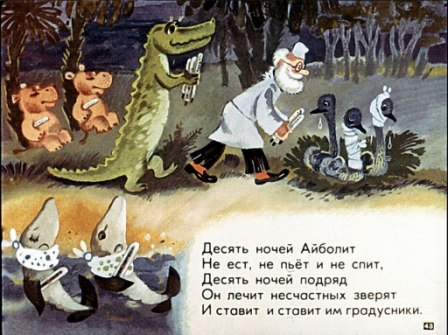 Десять ночей Айболит
Не ест, не пьёт и не спит,
Десять ночей подряд
Он лечит несчастных зверят
И ставит и ставит им градусники.
43